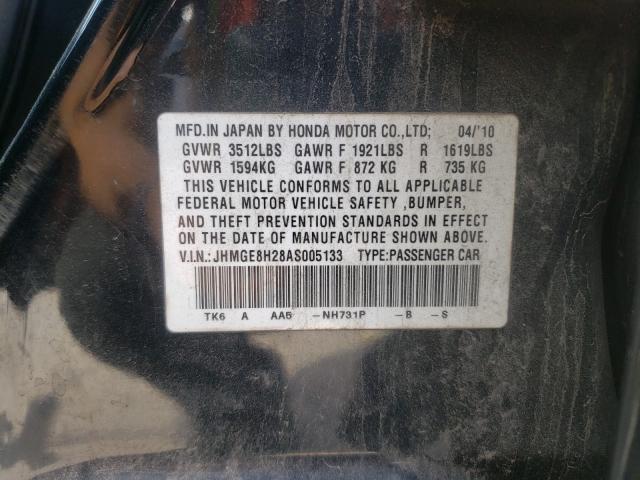 MFD.IN JAPAN BY HONDA MOTOR CO.,LTD; 04/'10
GVWR 3512LBS GAWR F 1921LBS R 1619LBS
GVWR 1594KG GAWR F 872 KG R 735 KG
THIS VEHICLE CONFORMS TO ALL APPLICABLE
FEDERAL MOTOR VEHICLE SAFETY ,BUMPER,
AND THEFT PREVENTION STANDARDS IN EFFECT
ON THE DATE OF MANUFACTURE SHOWN ABOVE.
V.I.N.: JHMGE8H28AS005133 TYPE:PASSENGER CAR
TK6 A AA5 -NH731P -B -S